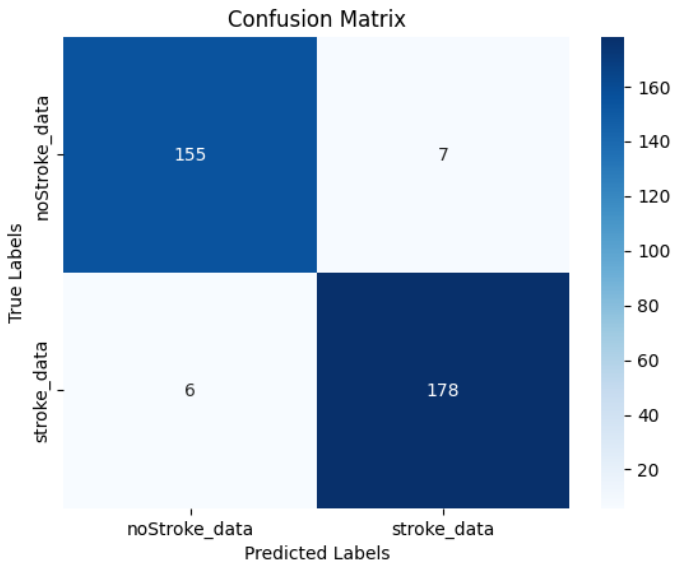 Confusion Matrix
True Labels
noStroke_data
stroke_data
155
7
6
178
noStroke_data
stroke_data
Predicted Labels
160
140
120
100
80
60
40
20